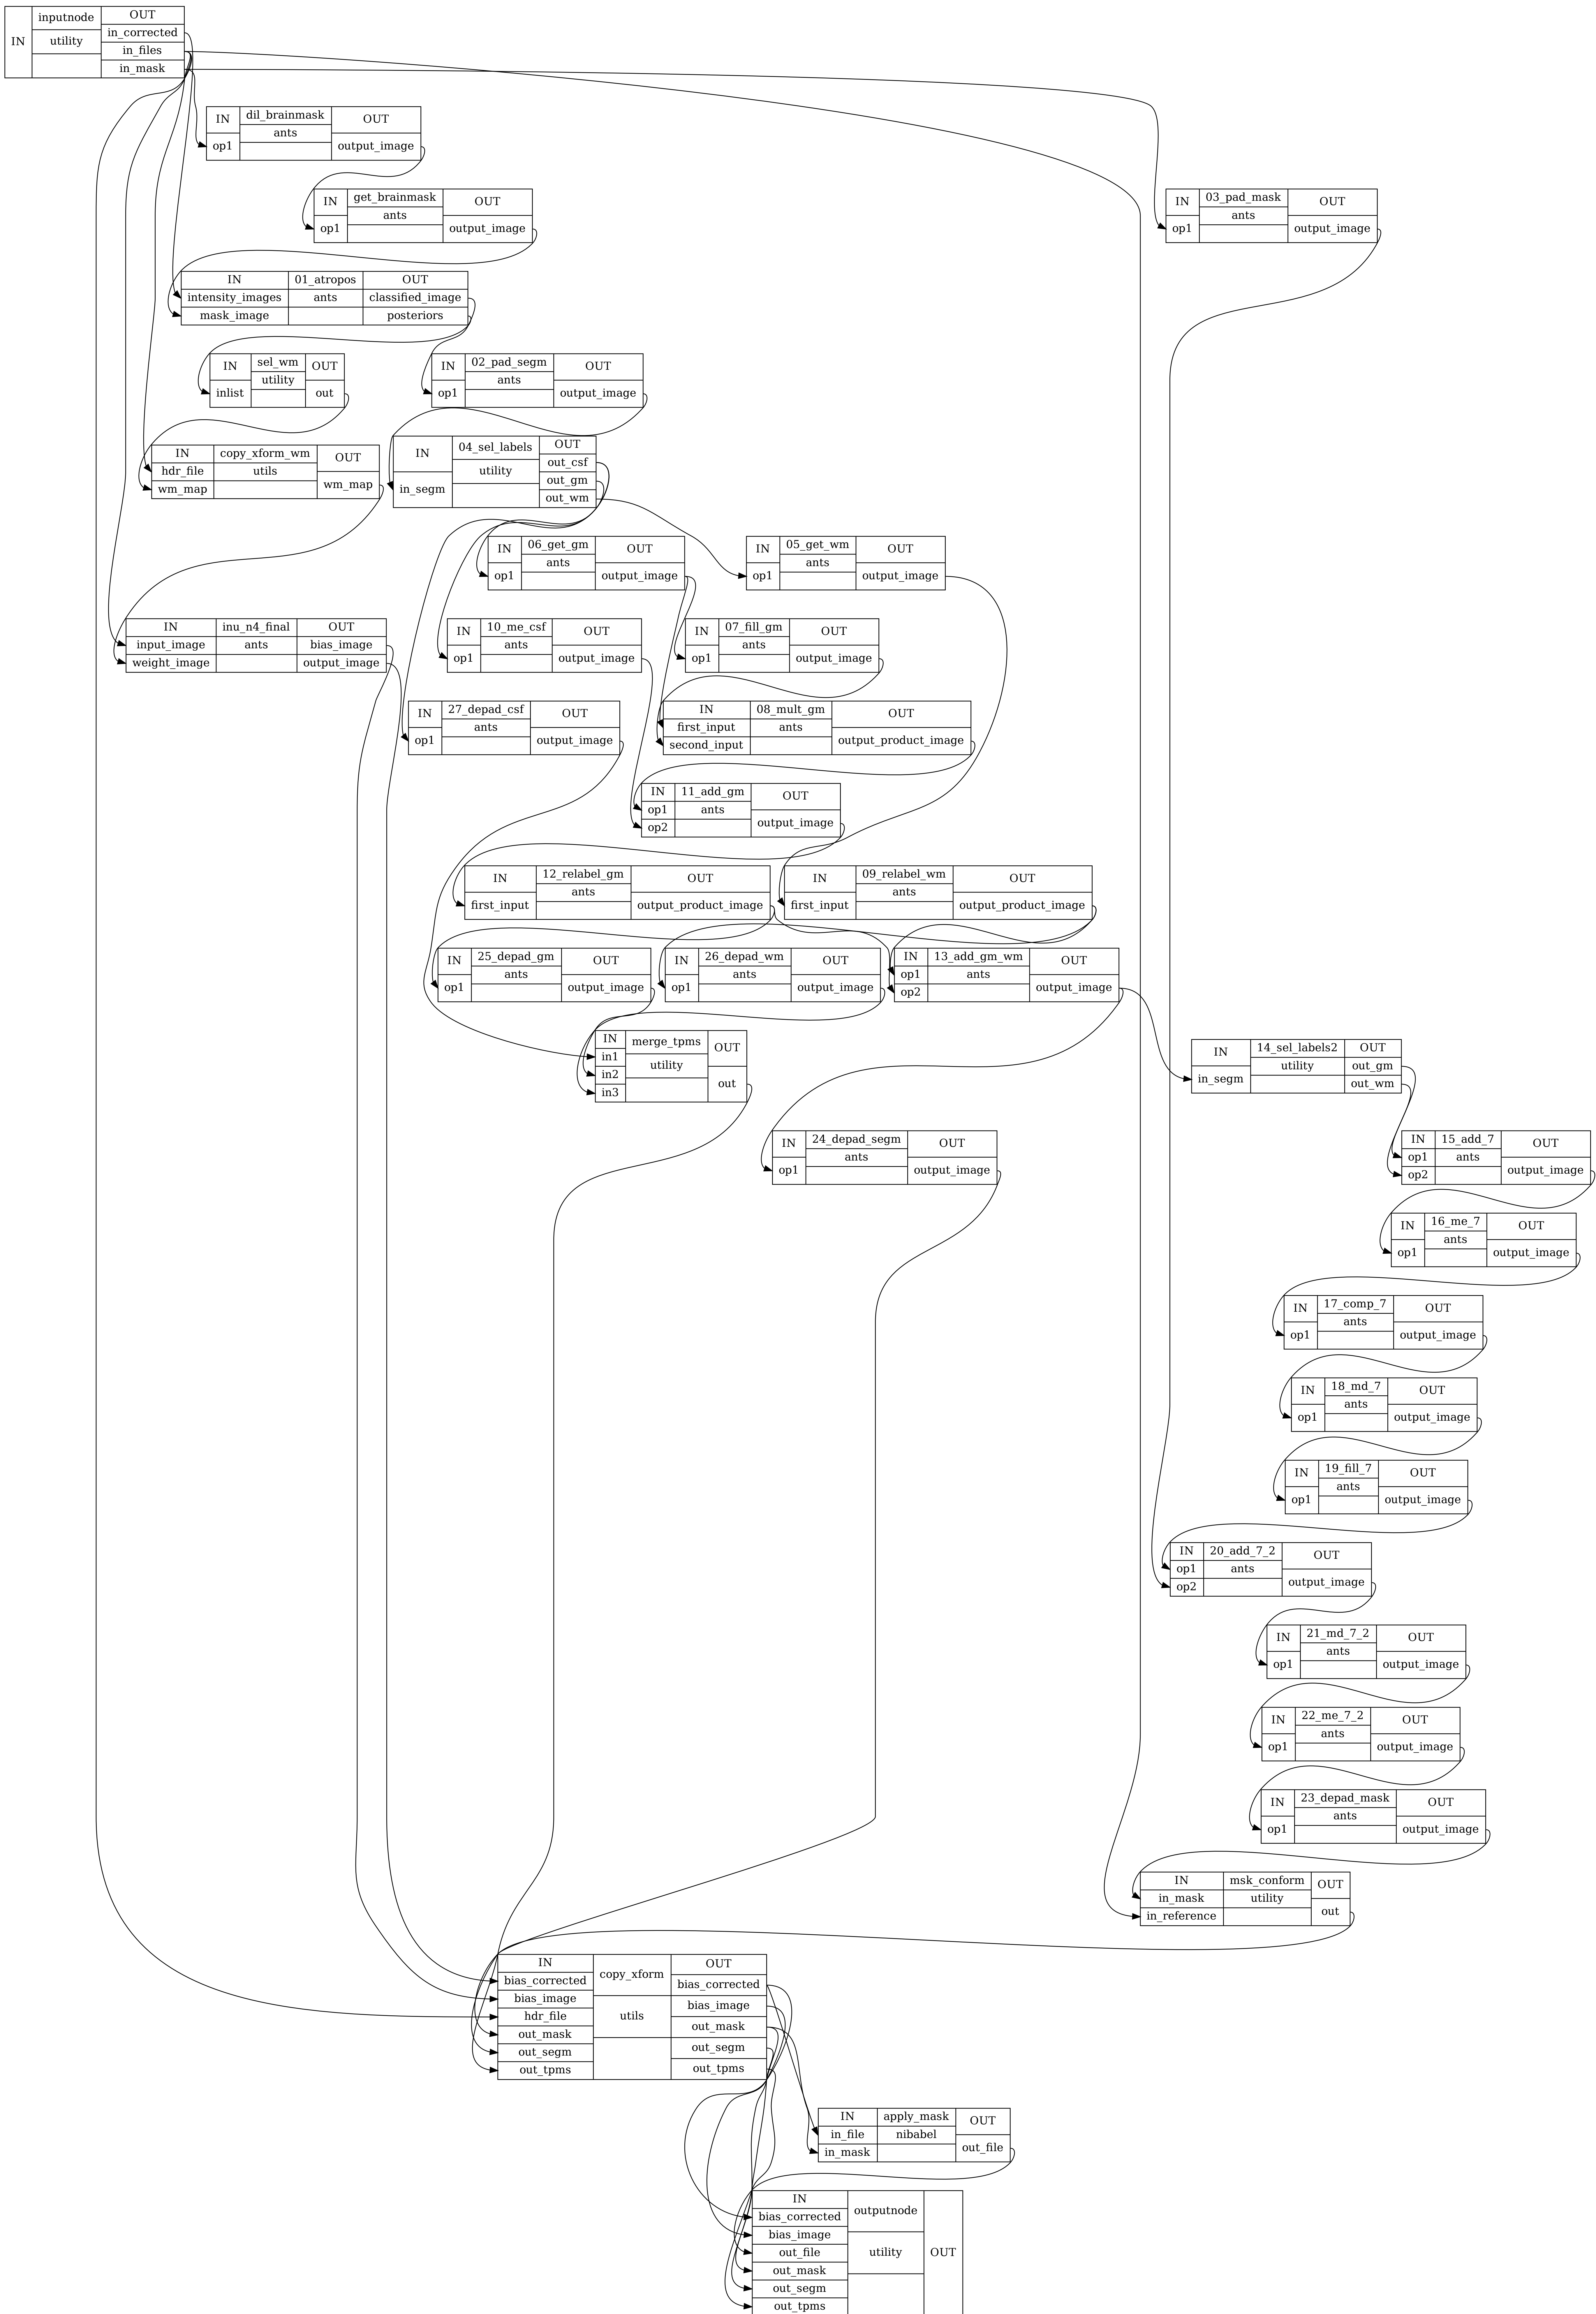 IN
inputnode
utility
OUT
in_corrected
in_files
in_mask
IN
op1
dil_brainmask
ants
OUT
output_image
IN
op1
get_brainmask
ants
OUT
output_image
IN
op1
03_pad_mask
ants
OUT
output_image
IN
intensity_images
mask_image
01_atropos
ants
OUT
classified_image
posteriors
IN
inlist
sel_wm
utility
OUT
out
IN
op1
02_pad_segm
ants
OUT
output_image
IN
hdr_file
wm_map
copy_xform_wm
utils
OUT
wm_map
IN
in_segm
04_sel_labels
utility
OUT
out_csf
out_gm
out_wm
IN
op1
06_get_gm
ants
OUT
output_image
IN
op1
05_get_wm
ants
OUT
output_image
IN
input_image
weight_image
inu_n4_final
ants
OUT
bias_image
output_image
IN
op1
10_me_csf
ants
OUT
output_image
IN
op1
07_fill_gm
ants
OUT
output_image
IN
op1
27_depad_csf
ants
OUT
output_image
IN
first_input
second_input
08_mult_gm
ants
OUT
output_product_image
IN
op1
op2
11_add_gm
ants
OUT
output_image
IN
first_input
12_relabel_gm
ants
OUT
output_product_image
IN
first_input
09_relabel_wm
ants
OUT
output_product_image
IN
op1
25_depad_gm
ants
OUT
output_image
IN
op1
26_depad_wm
ants
OUT
output_image
IN
op1
op2
13_add_gm_wm
ants
OUT
output_image
IN
in1
in2
in3
merge_tpms
utility
OUT
out
IN
in_segm
14_sel_labels2
utility
OUT
out_gm
out_wm
IN
op1
24_depad_segm
ants
OUT
output_image
IN
op1
op2
15_add_7
ants
OUT
output_image
IN
op1
16_me_7
ants
OUT
output_image
IN
op1
17_comp_7
ants
OUT
output_image
IN
op1
18_md_7
ants
OUT
output_image
IN
op1
19_fill_7
ants
OUT
output_image
IN
op1
op2
20_add_7_2
ants
OUT
output_image
IN
op1
21_md_7_2
ants
OUT
output_image
IN
op1
22_me_7_2
ants
OUT
output_image
IN
op1
23_depad_mask
ants
OUT
output_image
IN
in_mask
in_reference
msk_conform
utility
OUT
out
IN
bias_corrected
bias_image
hdr_file
out_mask
out_segm
out_tpms
copy_xform
utils
OUT
bias_corrected
bias_image
out_mask
out_segm
out_tpms
IN
in_file
in_mask
apply_mask
nibabel
OUT
out_file
IN
bias_corrected
bias_image
out_file
out_mask
out_segm
out_tpms
outputnode
utility
OUT